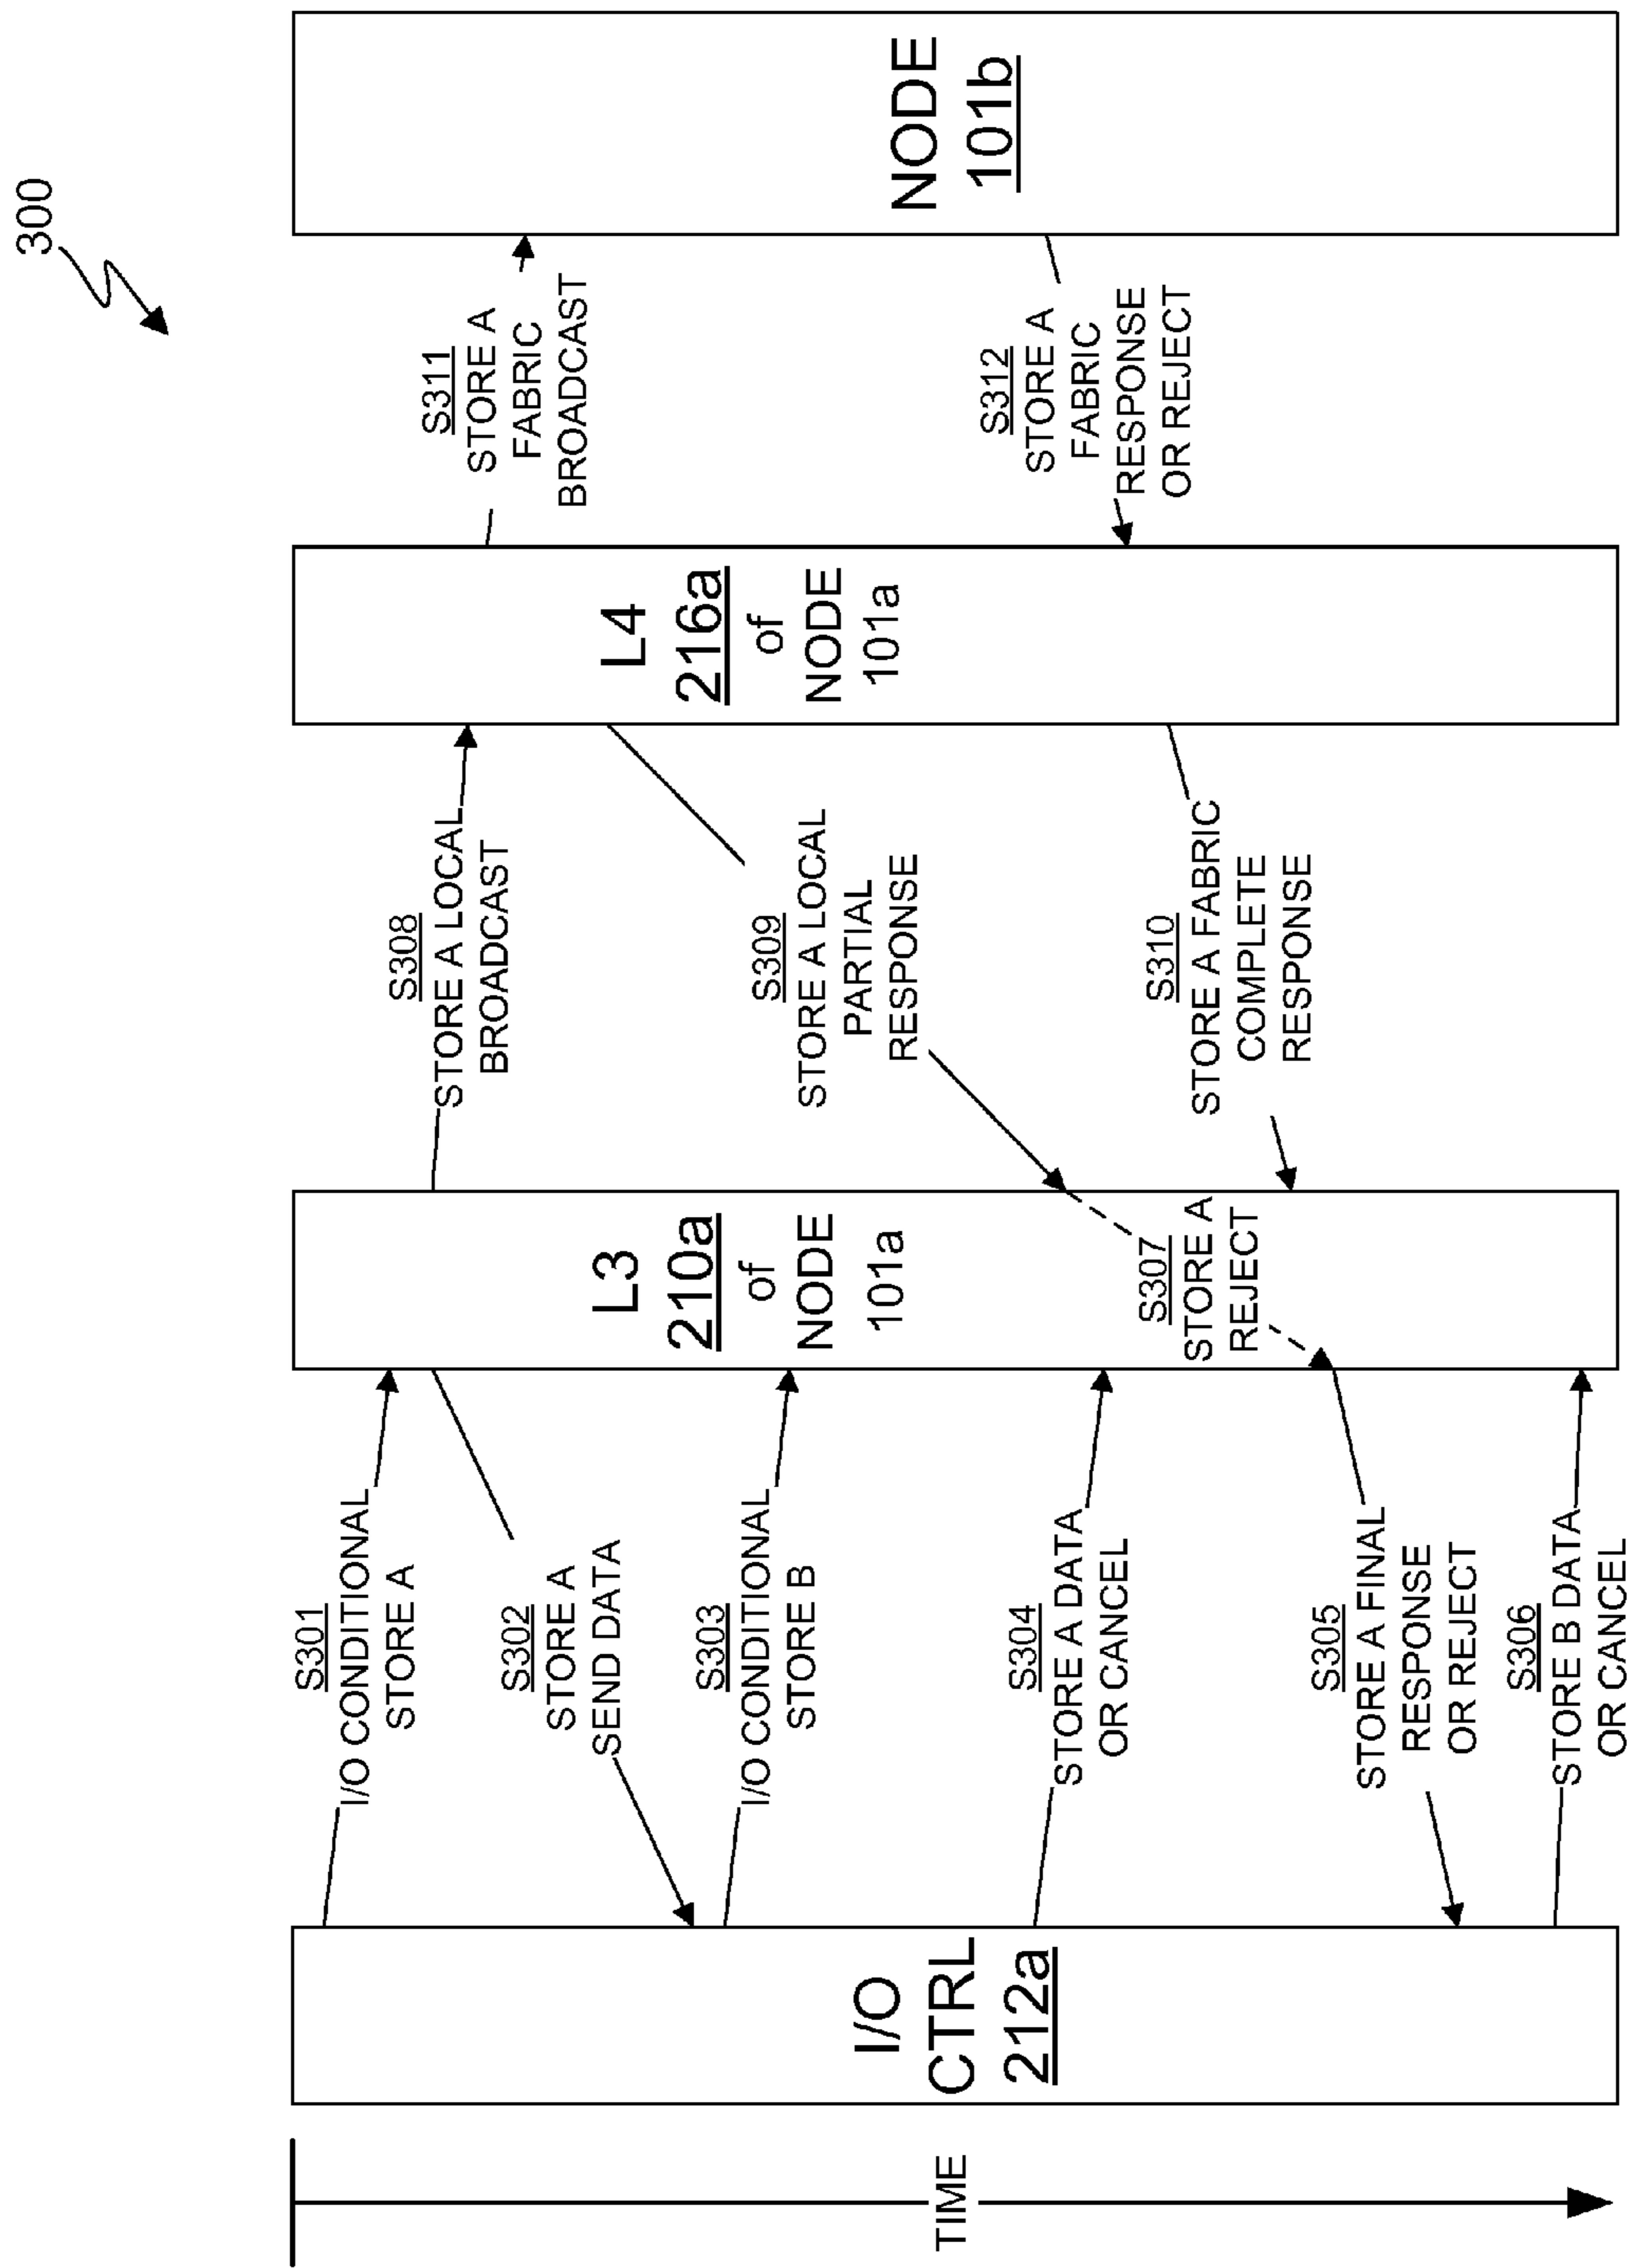 300
TIME
I/O
CTRL
212a
S301
I/O CONDITIONAL
STORE A
S302
STORE A
SEND DATA
S303
I/O CONDITIONAL
STORE B
S304
STORE A DATA
OR CANCEL
S305
STORE A FINAL
RESPONSE
OR REJECT
S306
STORE B DATA
OR CANCEL
L3
210a
of
NODE
101a
S307
STORE A
REJECT
S308
STORE A LOCAL
BROADCAST
S309
STORE A LOCAL
PARTIAL
RESPONSE
S310
STORE A FABRIC
COMPLETE
RESPONSE
L4
216a
of
NODE
101a
S311
STORE A
FABRIC
BROADCAST
S312
STORE A
FABRIC
RESPONSE
OR REJECT
NODE
101b